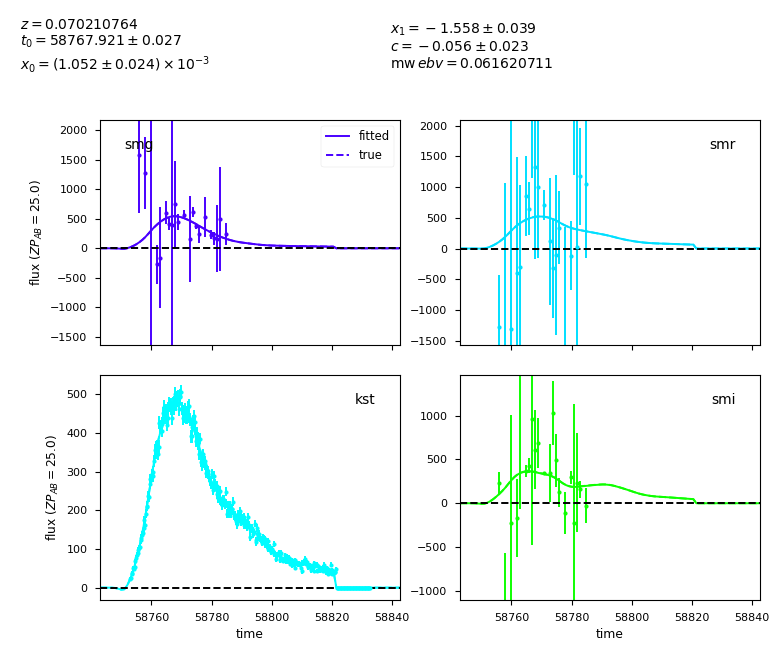 z = 0.070210764
t₀ = 58767.921 ± 0.027
x₀ = (1.052 ± 0.024) × 10⁻³
x₁ = −1.558 ± 0.039
c = −0.056 ± 0.023
mw ebv = 0.061620711
smg
fitted
true
2000
1500
1000
500
0
−500
−1000
−1500
flux (ZP_AB = 25.0)
smr
2000
1500
1000
500
0
−500
−1000
−1500
kst
500
400
300
200
100
0
flux (ZP_AB = 25.0)
58760 58780 58800 58820 58840
time
smi
1000
500
0
−500
−1000
58760 58780 58800 58820 58840
time